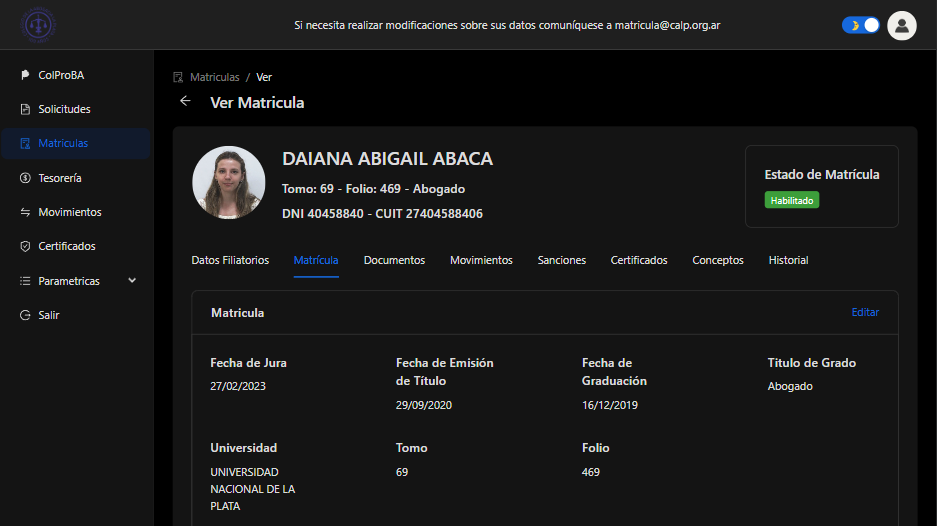 Si necesita realizar modificaciones sobre sus datos comuníquese a matricula@calp.org.ar
ColProBA
Solicitudes
Matriculas
Tesorería
Movimientos
Certificados
Parametricas
Salir
Matriculas / Ver
Ver Matricula
DAIANA ABIGAIL ABACA
Tomo: 69 - Folio: 469 - Abogado
DNI 40458840 - CUIT 27404588406
Estado de Matrícula
Habilitado
Datos Filiatorios Matrícula Documentos Movimientos Sanciones Certificados Conceptos Historial
Matricula Editar
Fecha de Jura
27/02/2023
Fecha de Emisión
de Título
29/09/2020
Fecha de
Graduación
16/12/2019
Título de Grado
Abogado
Universidad
UNIVERSIDAD
NACIONAL DE LA
PLATA
Tomo
69
Folio
469